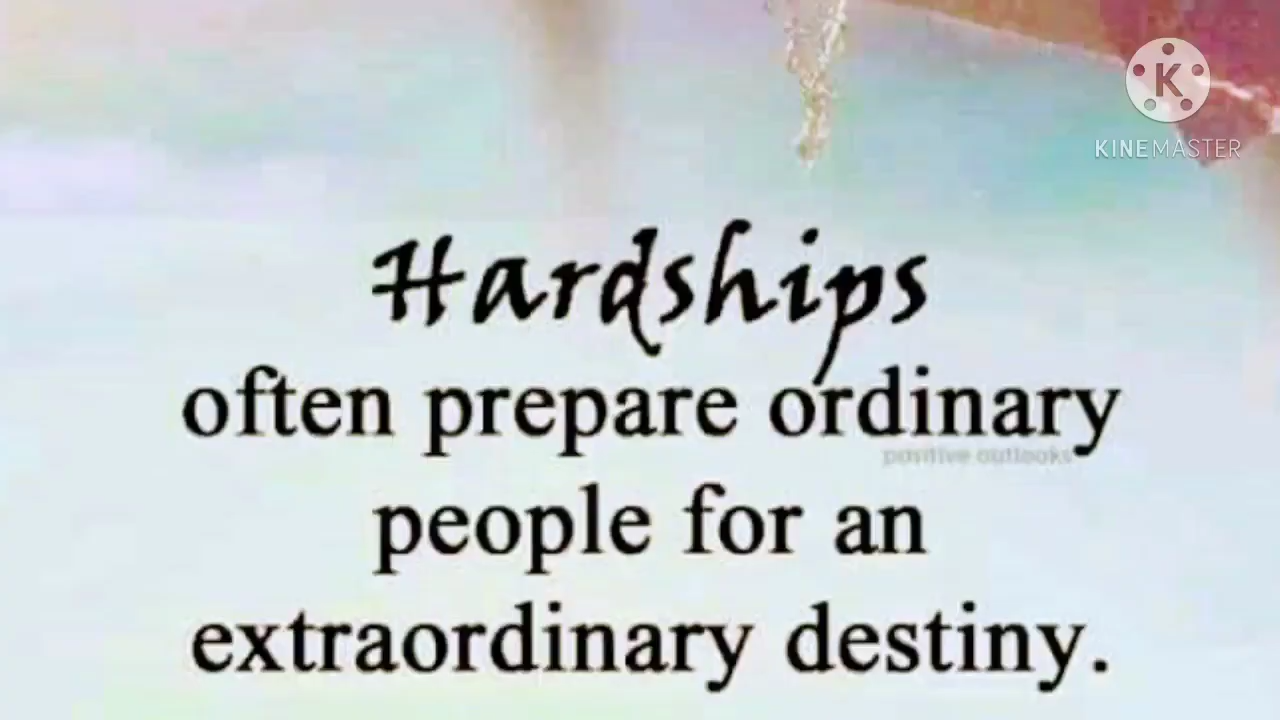 KINEMASTER
Hardships
often prepare ordinary
positive outlooks
people for an
extraordinary destiny.